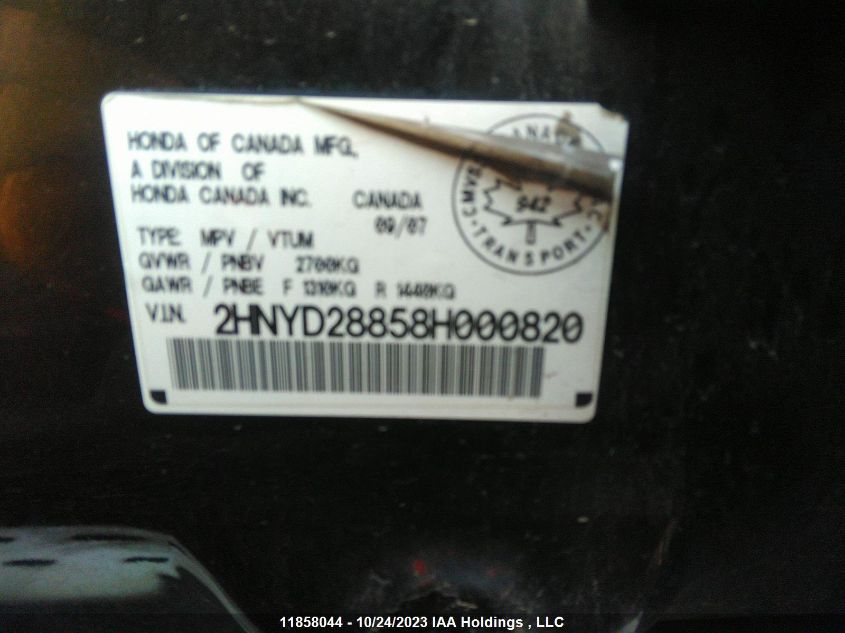 HONDA OF CANADA MFG.,
A DIVISION OF
HONDA CANADA INC. CANADA
09/07
TYPE: MPV / VTUM
GVWR / PNBV 2700KG
GAWR / PNBE F 1310KG R 1440KG
V.I.N. 2HNYD28858H000820
942
TRANSPORT
11858044 - 10/24/2023 IAA Holdings , LLC